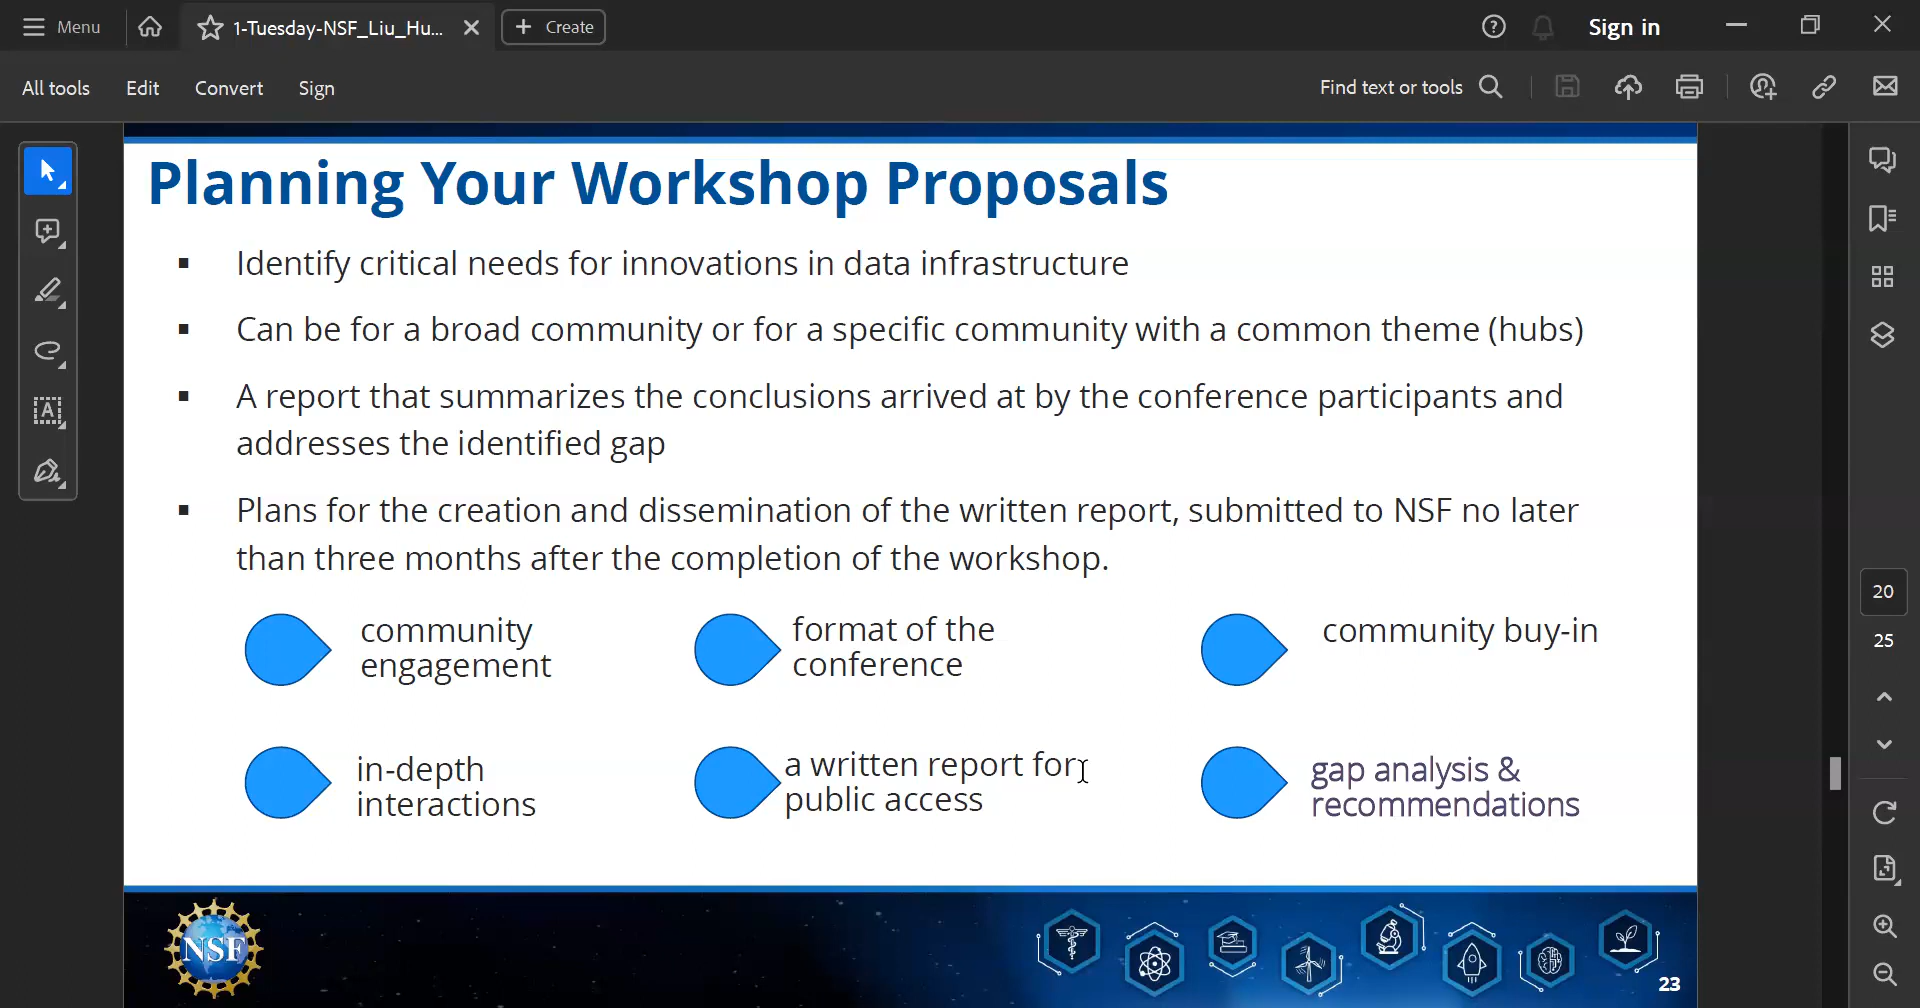 Menu
1-Tuesday-NSF_Liu_Hu...
Create
Sign in
All tools
Edit
Convert
Sign
Find text or tools
Planning Your Workshop Proposals
▪ Identify critical needs for innovations in data infrastructure
▪ Can be for a broad community or for a specific community with a common theme (hubs)
▪ A report that summarizes the conclusions arrived at by the conference participants and
addresses the identified gap
▪ Plans for the creation and dissemination of the written report, submitted to NSF no later
than three months after the completion of the workshop.
community
engagement
format of the
conference
community buy-in
in-depth
interactions
a written report for
public access
gap analysis &
recommendations
NSF
23
20
25